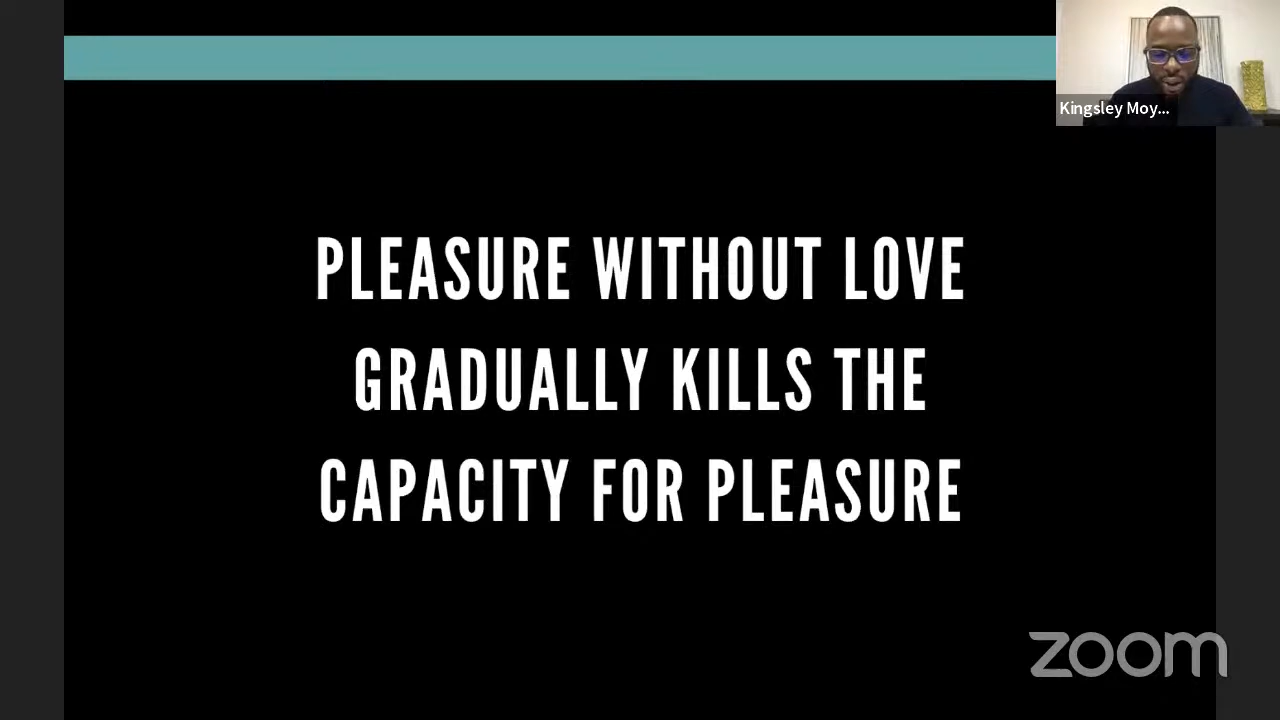 Kingsley Moy...
PLEASURE WITHOUT LOVE
GRADUALLY KILLS THE
CAPACITY FOR PLEASURE
zoom